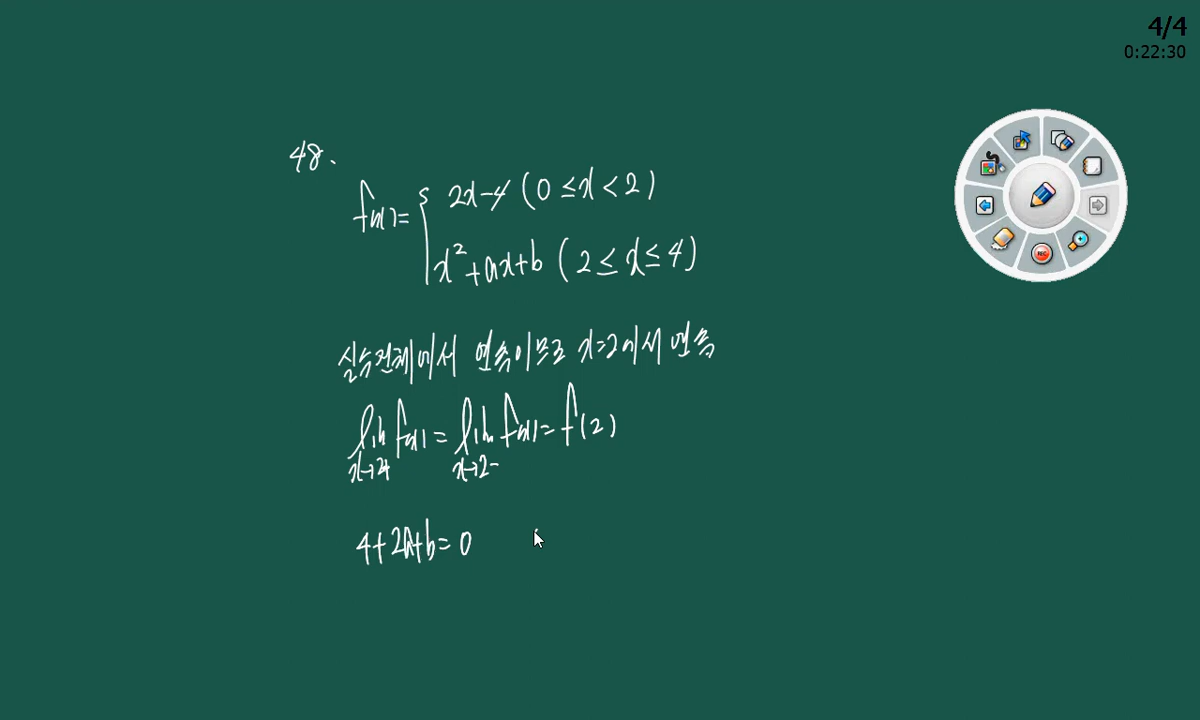 4/4
0:22:30
48.
f(x)= { 2x-4 (0 ≤ x < 2)
x²+ax+b (2 ≤ x ≤ 4)
실수전체에서 연속이므로 x=2에서 연속
lim f(x) = lim f(x) = f(2)
x→2+ x→2-
4+2a+b=0
REC